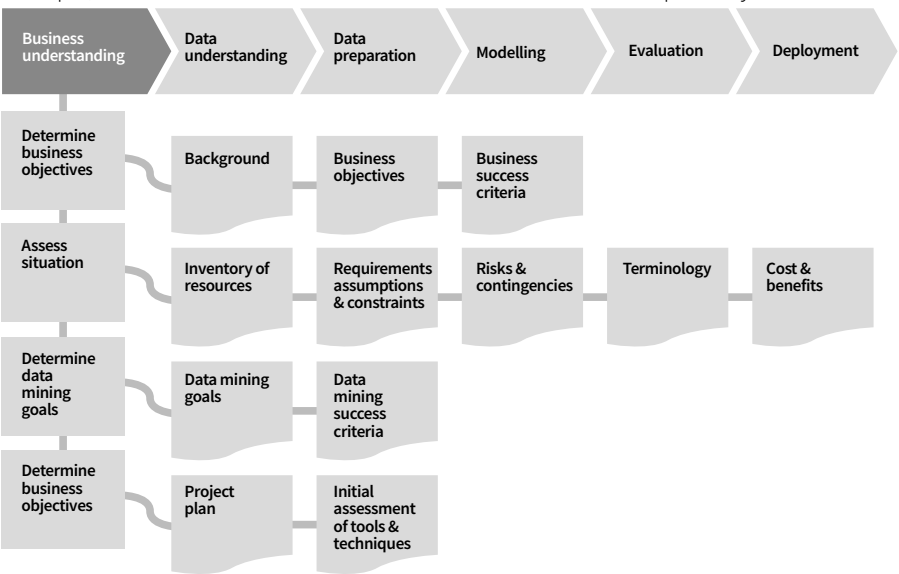 Business
understanding
Data
understanding
Data
preparation
Modelling
Evaluation
Deployment
Determine
business
objectives
Background
Business
objectives
Business
success
criteria
Assess
situation
Inventory of
resources
Requirements
assumptions
& constraints
Risks &
contingencies
Terminology
Cost &
benefits
Determine
data
mining
goals
Data mining
goals
Data
mining
success
criteria
Determine
business
objectives
Project
plan
Initial
assessment
of tools &
techniques